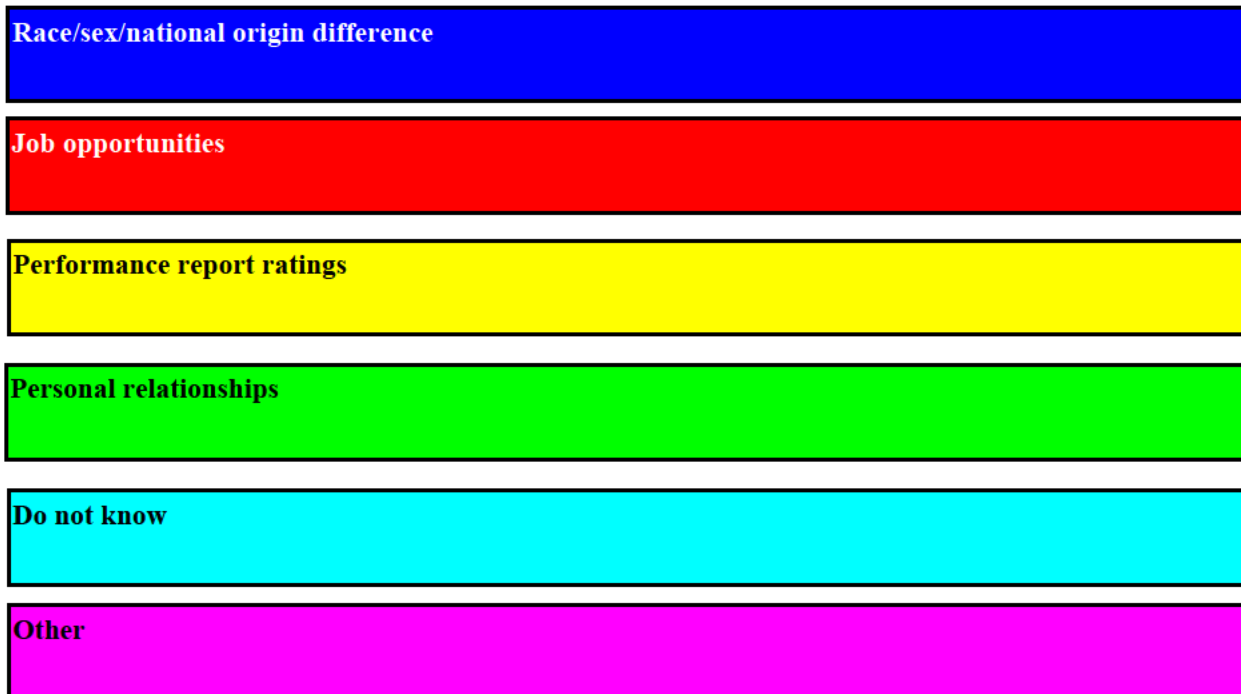 Race/sex/national origin difference
Job opportunities
Performance report ratings
Personal relationships
Do not know
Other